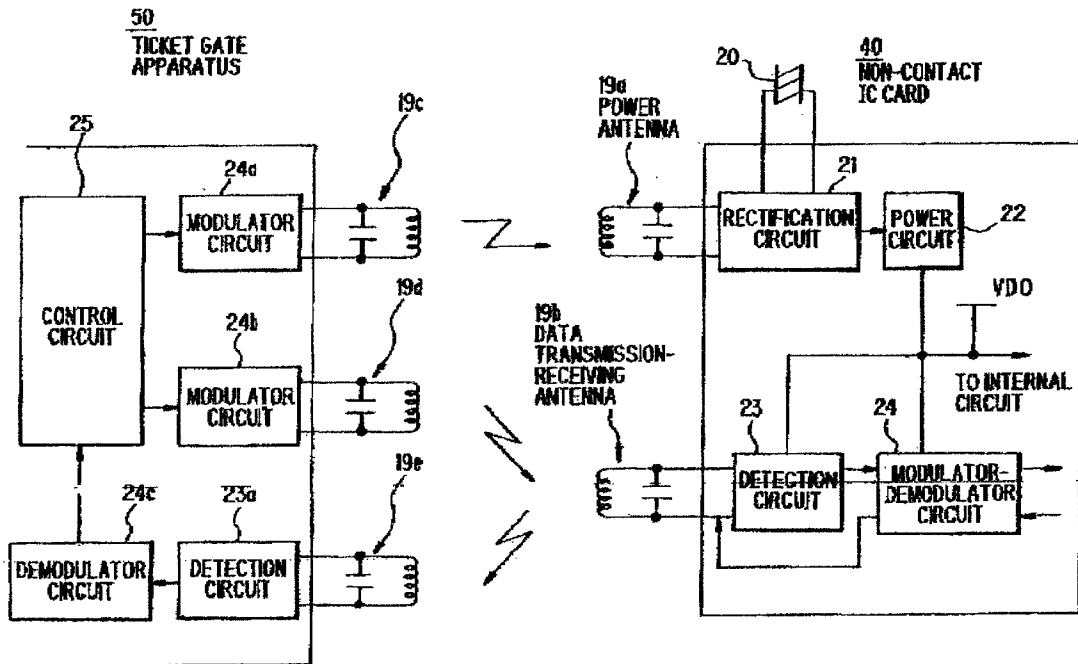 50
TICKET GATE
APPARATUS
25
24a
MODULATOR
CIRCUIT
19c
CONTROL
CIRCUIT
24b
MODULATOR
CIRCUIT
19d
24c
DEMODULATOR
CIRCUIT
23a
DETECTION
CIRCUIT
19e
20
40
NON-CONTACT
IC CARD
19a
POWER
ANTENNA
21
RECTIFICATION
CIRCUIT
POWER
CIRCUIT
22
VDO
TO INTERNAL
CIRCUIT
19b
DATA
TRANSMISSION-
RECEIVING
ANTENNA
23
DETECTION
CIRCUIT
24
MODULATOR-
DEMODULATOR
CIRCUIT